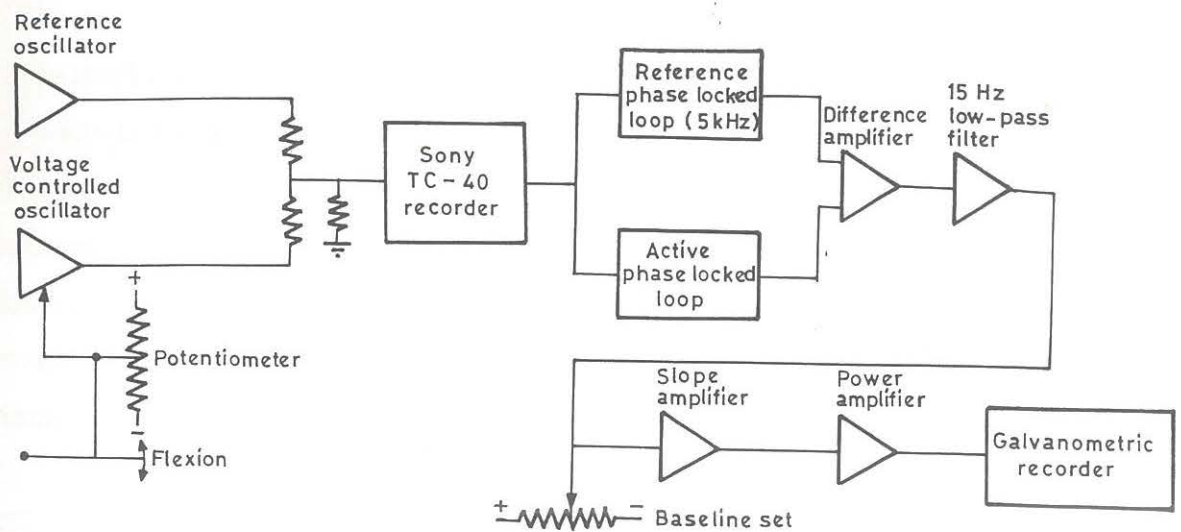 Reference
oscillator
Voltage
controlled
oscillator
+
Potentiometer
−
Flexion
Sony
TC-40
recorder
Reference
phase locked
loop (5kHz)
Active
phase locked
loop
Difference
amplifier
15 Hz
low-pass
filter
Slope
amplifier
Power
amplifier
Galvanometric
recorder
+
−
Baseline set